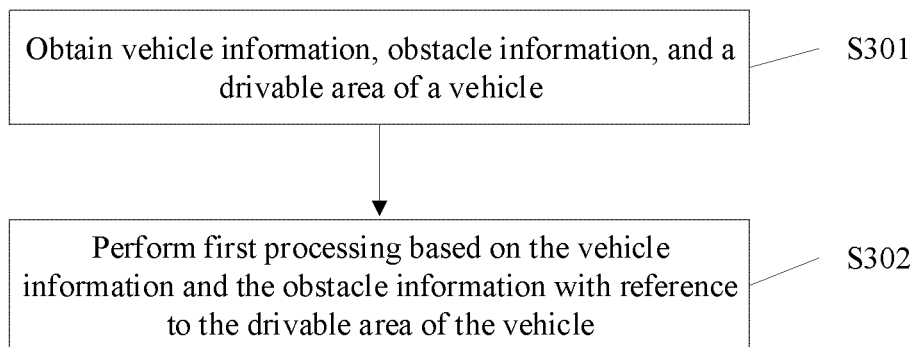 Obtain vehicle information, obstacle information, and a
drivable area of a vehicle
S301
Perform first processing based on the vehicle
information and the obstacle information with reference
to the drivable area of the vehicle
S302